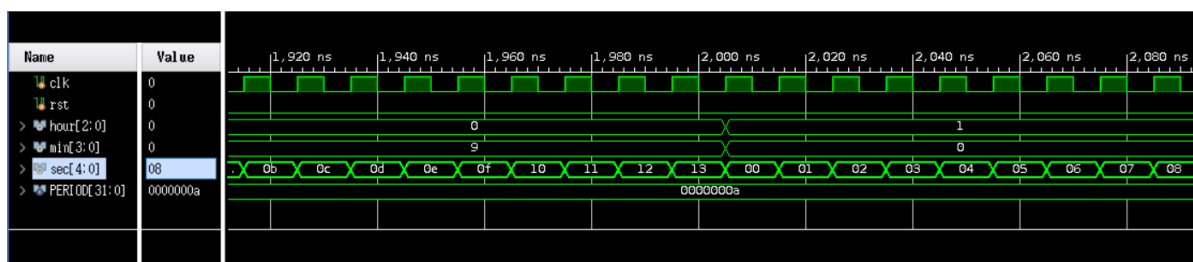 Name Value
1,920 ns 1,940 ns 1,960 ns 1,980 ns 2,000 ns 2,020 ns 2,040 ns 2,060 ns 2,080 ns
clk 0
rst 0
hour[2:0] 0 0 1
min[3:0] 0 9 0
sec[4:0] 08 . 0b 0c 0d 0e 0f 10 11 12 13 00 01 02 03 04 05 06 07 08
PERIOD[31:0] 0000000a 0000000a